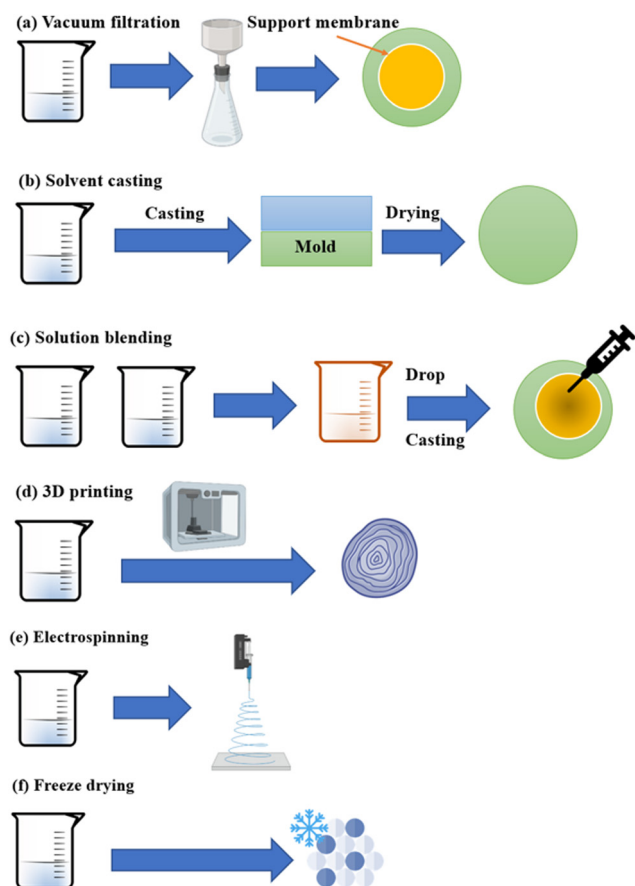 (a) Vacuum filtration
Support membrane
(b) Solvent casting
Casting
Mold
Drying
(c) Solution blending
Drop
Casting
(d) 3D printing
(e) Electrospinning
(f) Freeze drying